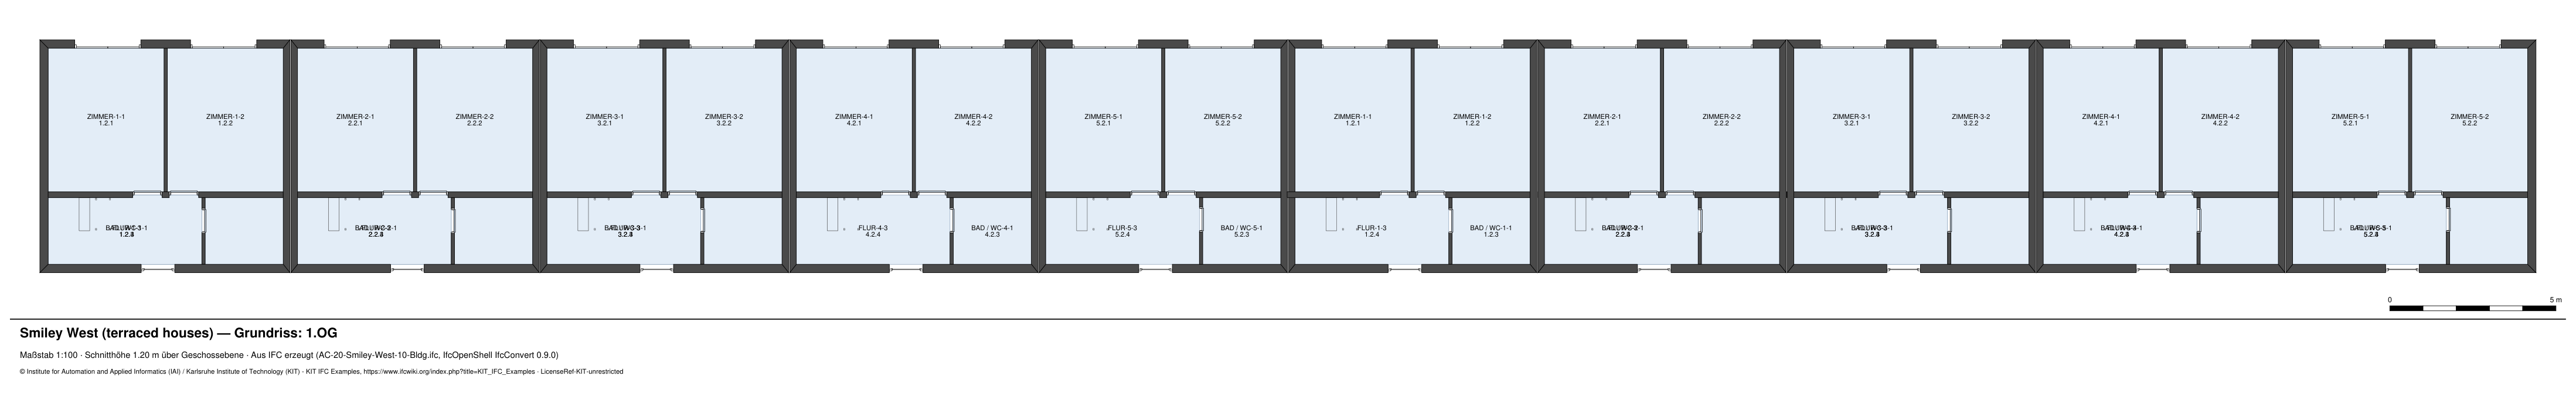 ZIMMER-1-1
1.2.1
ZIMMER-1-2
1.2.2
ZIMMER-2-1
2.2.1
ZIMMER-2-2
2.2.2
ZIMMER-3-1
3.2.1
ZIMMER-3-2
3.2.2
ZIMMER-4-1
4.2.1
ZIMMER-4-2
4.2.2
ZIMMER-5-1
5.2.1
ZIMMER-5-2
5.2.2
ZIMMER-1-1
1.2.1
ZIMMER-1-2
1.2.2
ZIMMER-2-1
2.2.1
ZIMMER-2-2
2.2.2
ZIMMER-3-1
3.2.1
ZIMMER-3-2
3.2.2
ZIMMER-4-1
4.2.1
ZIMMER-4-2
4.2.2
ZIMMER-5-1
5.2.1
ZIMMER-5-2
5.2.2
FLUR-4-3
4.2.4
BAD / WC-4-1
4.2.3
FLUR-5-3
5.2.4
BAD / WC-5-1
5.2.3
FLUR-1-3
1.2.4
BAD / WC-1-1
1.2.3
0 5 m
Smiley West (terraced houses) — Grundriss: 1.OG
Maßstab 1:100 · Schnitthöhe 1.20 m über Geschossebene · Aus IFC erzeugt (AC-20-Smiley-West-10-Bldg.ifc, IfcOpenShell IfcConvert 0.9.0)
© Institute for Automation and Applied Informatics (IAI) / Karlsruhe Institute of Technology (KIT) - KIT IFC Examples, https://www.ifcwiki.org/index.php?title=KIT_IFC_Examples · LicenseRef-KIT-unrestricted